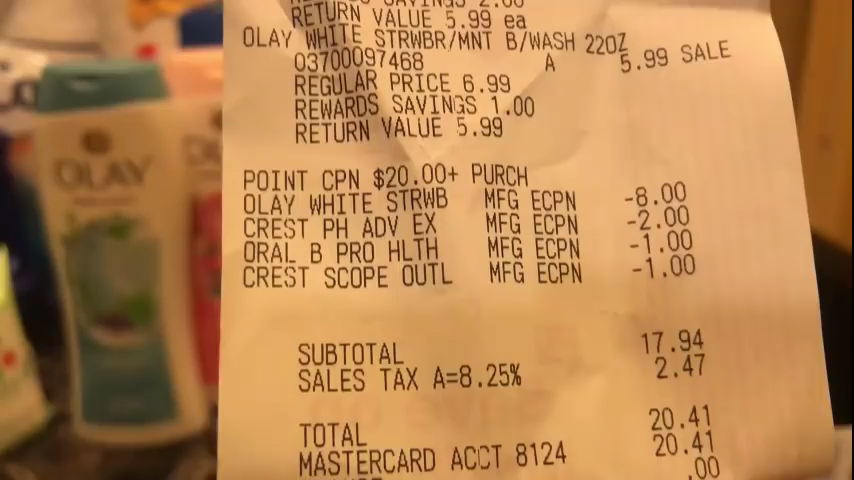 SAVINGS 2.00
RETURN VALUE 5.99 ea
OLAY WHITE STRWBR/MNT B/WASH 22OZ
03700097468 A 5.99 SALE
REGULAR PRICE 6.99
REWARDS SAVINGS 1.00
RETURN VALUE 5.99
POINT CPN $20.00+ PURCH -8.00
OLAY WHITE STRWB MFG ECPN -2.00
CREST PH ADV EX MFG ECPN -1.00
ORAL B PRO HLTH MFG ECPN -1.00
CREST SCOPE OUTL MFG ECPN
SUBTOTAL 17.94
SALES TAX A=8.25% 2.47
TOTAL 20.41
MASTERCARD ACCT 8124 20.41
.00
OLAY